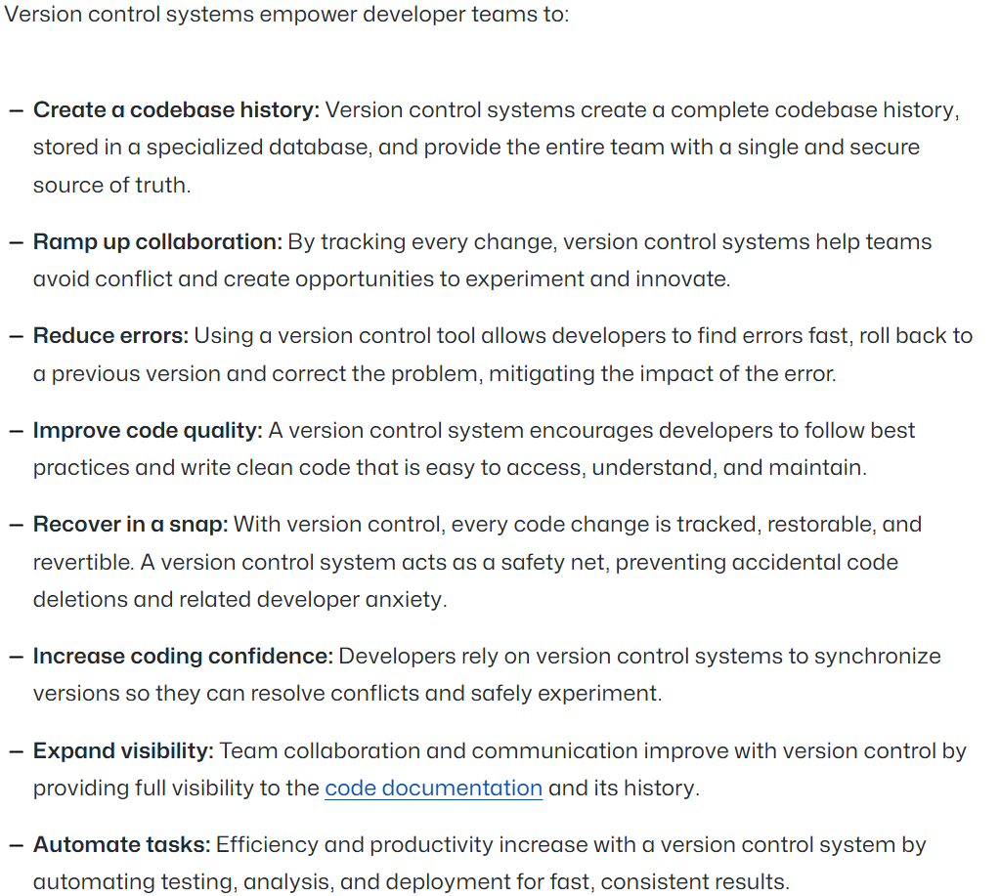 Version control systems empower developer teams to:
— Create a codebase history: Version control systems create a complete codebase history,
stored in a specialized database, and provide the entire team with a single and secure
source of truth.
— Ramp up collaboration: By tracking every change, version control systems help teams
avoid conflict and create opportunities to experiment and innovate.
— Reduce errors: Using a version control tool allows developers to find errors fast, roll back to
a previous version and correct the problem, mitigating the impact of the error.
— Improve code quality: A version control system encourages developers to follow best
practices and write clean code that is easy to access, understand, and maintain.
— Recover in a snap: With version control, every code change is tracked, restorable, and
revertible. A version control system acts as a safety net, preventing accidental code
deletions and related developer anxiety.
— Increase coding confidence: Developers rely on version control systems to synchronize
versions so they can resolve conflicts and safely experiment.
— Expand visibility: Team collaboration and communication improve with version control by
providing full visibility to the code documentation and its history.
— Automate tasks: Efficiency and productivity increase with a version control system by
automating testing, analysis, and deployment for fast, consistent results.